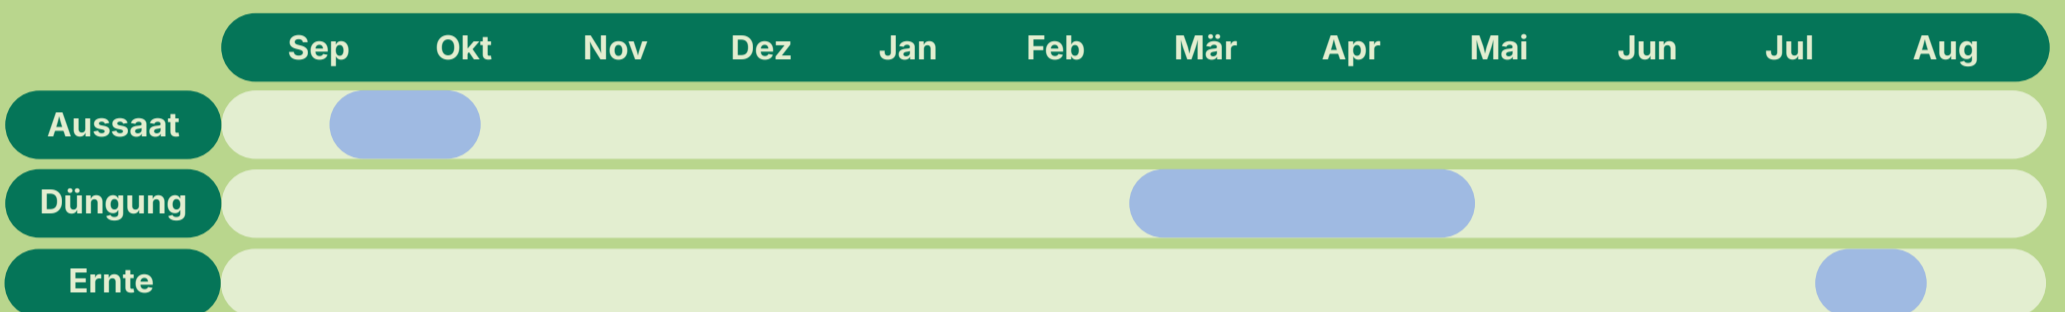 Sep Okt Nov Dez Jan Feb Mär Apr Mai Jun Jul Aug
Aussaat
Düngung
Ernte